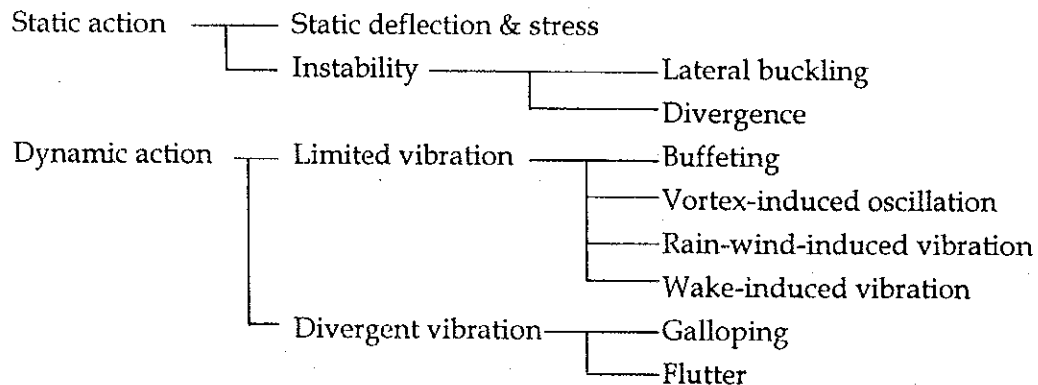 Static action Static deflection & stress
Instability Lateral buckling
Divergence
Dynamic action Limited vibration Buffeting
Vortex-induced oscillation
Rain-wind-induced vibration
Wake-induced vibration
Divergent vibration Galloping
Flutter